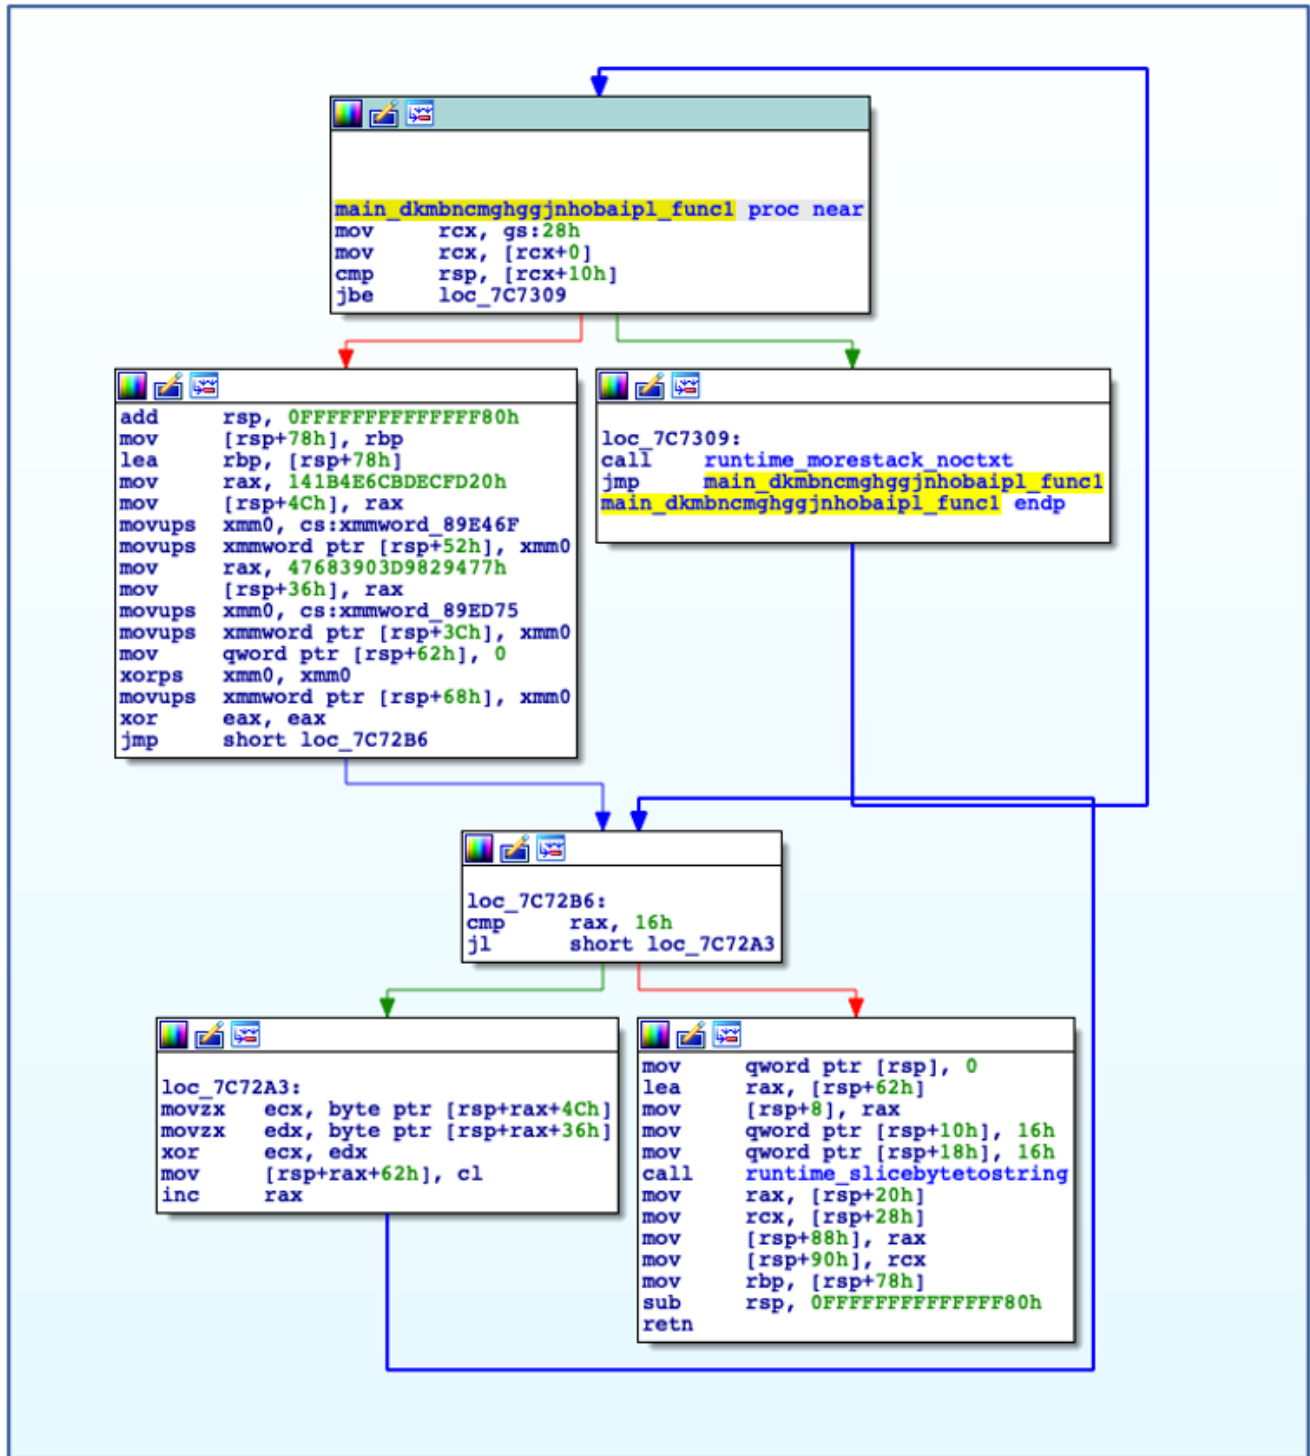 main_dkmbncmghggjnhobaipl_func1 proc near
mov rcx, gs:28h
mov rcx, [rcx+0]
cmp rsp, [rcx+10h]
jbe loc_7C7309
add rsp, 0FFFFFFFFFFFFFF80h
mov [rsp+78h], rbp
lea rbp, [rsp+78h]
mov rax, 141B4E6CBDECFD20h
mov [rsp+4Ch], rax
movups xmm0, cs:xmmword_89E46F
movups xmmword ptr [rsp+52h], xmm0
mov rax, 47683903D9829477h
mov [rsp+36h], rax
movups xmm0, cs:xmmword_89ED75
movups xmmword ptr [rsp+3Ch], xmm0
mov qword ptr [rsp+62h], 0
xorps xmm0, xmm0
movups xmmword ptr [rsp+68h], xmm0
xor eax, eax
jmp short loc_7C72B6
loc_7C7309:
call runtime_morestack_noctxt
jmp main_dkmbncmghggjnhobaipl_func1
main_dkmbncmghggjnhobaipl_func1 endp
loc_7C72B6:
cmp rax, 16h
jl short loc_7C72A3
loc_7C72A3:
movzx ecx, byte ptr [rsp+rax+4Ch]
movzx edx, byte ptr [rsp+rax+36h]
xor ecx, edx
mov [rsp+rax+62h], cl
inc rax
mov qword ptr [rsp], 0
lea rax, [rsp+62h]
mov [rsp+8], rax
mov qword ptr [rsp+10h], 16h
mov qword ptr [rsp+18h], 16h
call runtime_slicebytetostring
mov rax, [rsp+20h]
mov rcx, [rsp+28h]
mov [rsp+88h], rax
mov [rsp+90h], rcx
mov rbp, [rsp+78h]
sub rsp, 0FFFFFFFFFFFFFF80h
retn